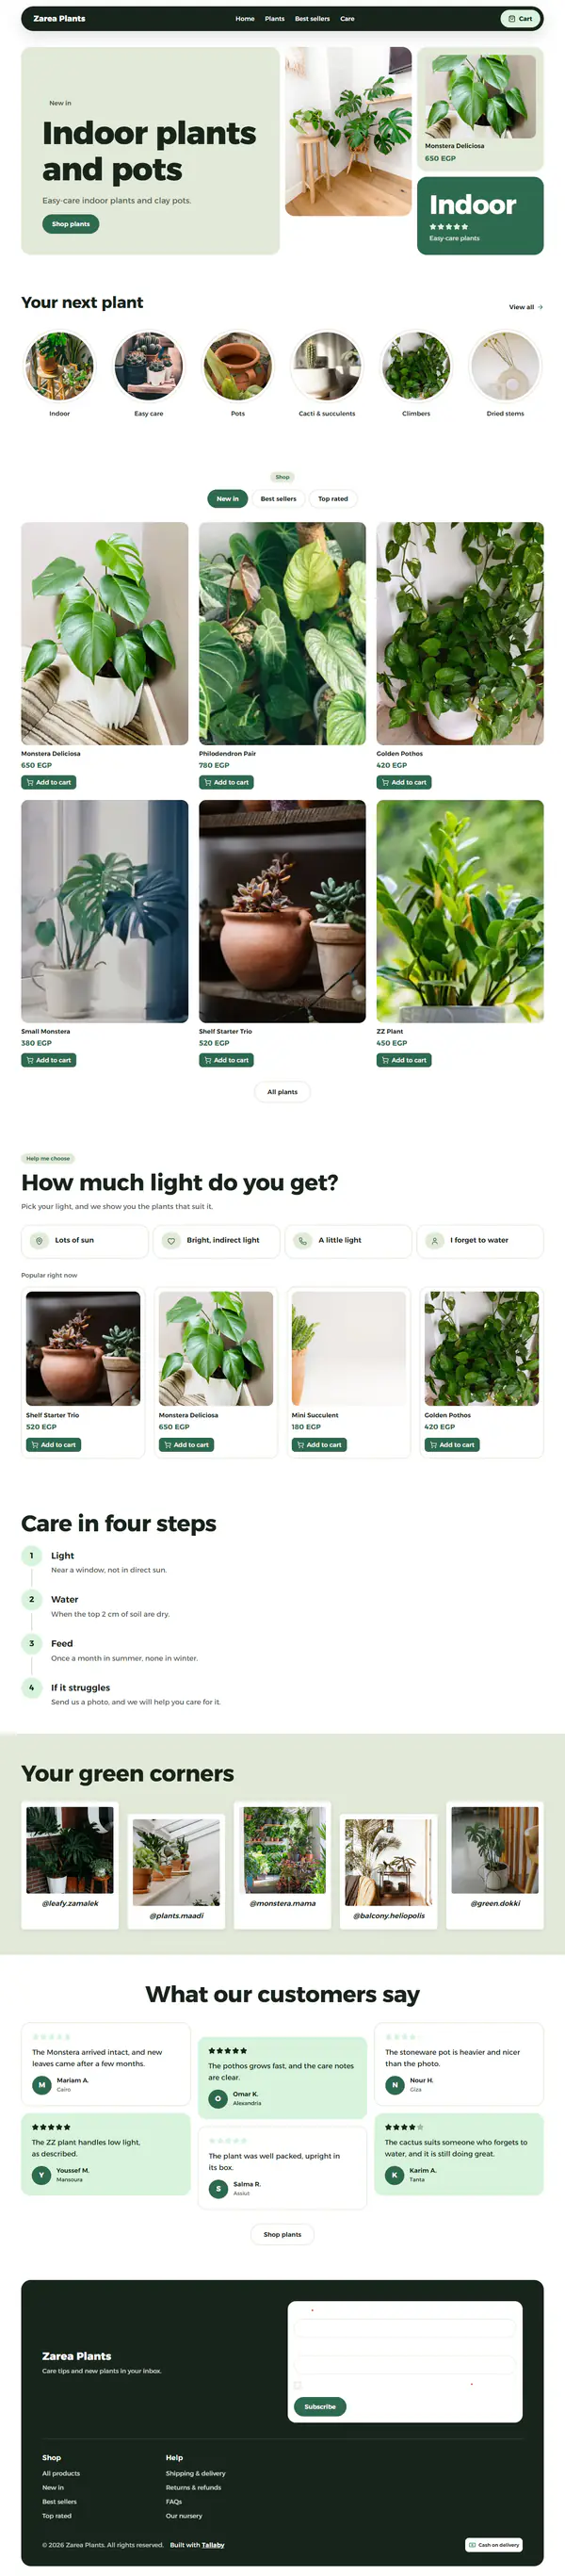 Zarea Plants
Home
Plants
Best sellers
Care
Cart
New in
Indoor plants
and pots
Easy-care indoor plants and clay pots.
Shop plants
Monstera Deliciosa
650 EGP
Indoor
Easy-care plants
Your next plant
View all
Indoor
Easy care
Pots
Cacti & succulents
Climbers
Dried stems
Shop
New in
Best sellers
Top rated
Monstera Deliciosa
650 EGP
Add to cart
Philodendron Pair
780 EGP
Add to cart
Golden Pothos
420 EGP
Add to cart
Small Monstera
380 EGP
Add to cart
Shelf Starter Trio
520 EGP
Add to cart
ZZ Plant
450 EGP
Add to cart
All plants
Help me choose
How much light do you get?
Pick your light, and we show you the plants that suit it.
Lots of sun
Bright, indirect light
A little light
I forget to water
Popular right now
Shelf Starter Trio
520 EGP
Add to cart
Monstera Deliciosa
650 EGP
Add to cart
Mini Succulent
180 EGP
Add to cart
Golden Pothos
420 EGP
Add to cart
Care in four steps
1
Light
Near a window, not in direct sun.
2
Water
When the top 2 cm of soil are dry.
3
Feed
Once a month in summer, none in winter.
4
If it struggles
Send us a photo, and we will help you care for it.
Your green corners
@leafy.zamalek
@plants.maadi
@monstera.mama
@balcony.heliopolis
@green.dokki
What our customers say
The Monstera arrived intact, and new
leaves came after a few months.
M
Mariam A.
Cairo
The ZZ plant handles low light,
as described.
Y
Youssef M.
Mansoura
The pothos grows fast, and the care notes
are clear.
O
Omar K.
Alexandria
The plant was well packed, upright in
its box.
S
Salma R.
Assiut
The stoneware pot is heavier and nicer
than the photo.
N
Nour H.
Giza
The cactus suits someone who forgets to
water, and it is still doing great.
K
Karim A.
Tanta
Shop plants
Zarea Plants
Care tips and new plants in your inbox.
*
*
Subscribe
Shop
All products
New in
Best sellers
Top rated
Help
Shipping & delivery
Returns & refunds
FAQs
Our nursery
© 2026 Zarea Plants. All rights reserved.
Built with Tallaby
Cash on delivery